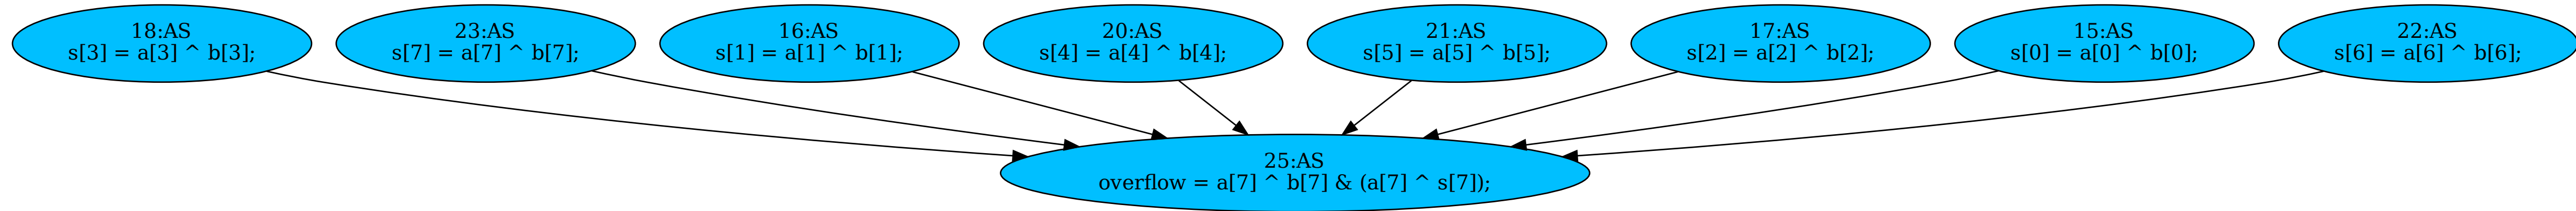 18:AS
s[3] = a[3] ^ b[3];
23:AS
s[7] = a[7] ^ b[7];
16:AS
s[1] = a[1] ^ b[1];
20:AS
s[4] = a[4] ^ b[4];
21:AS
s[5] = a[5] ^ b[5];
17:AS
s[2] = a[2] ^ b[2];
15:AS
s[0] = a[0] ^ b[0];
22:AS
s[6] = a[6] ^ b[6];
25:AS
overflow = a[7] ^ b[7] & (a[7] ^ s[7]);